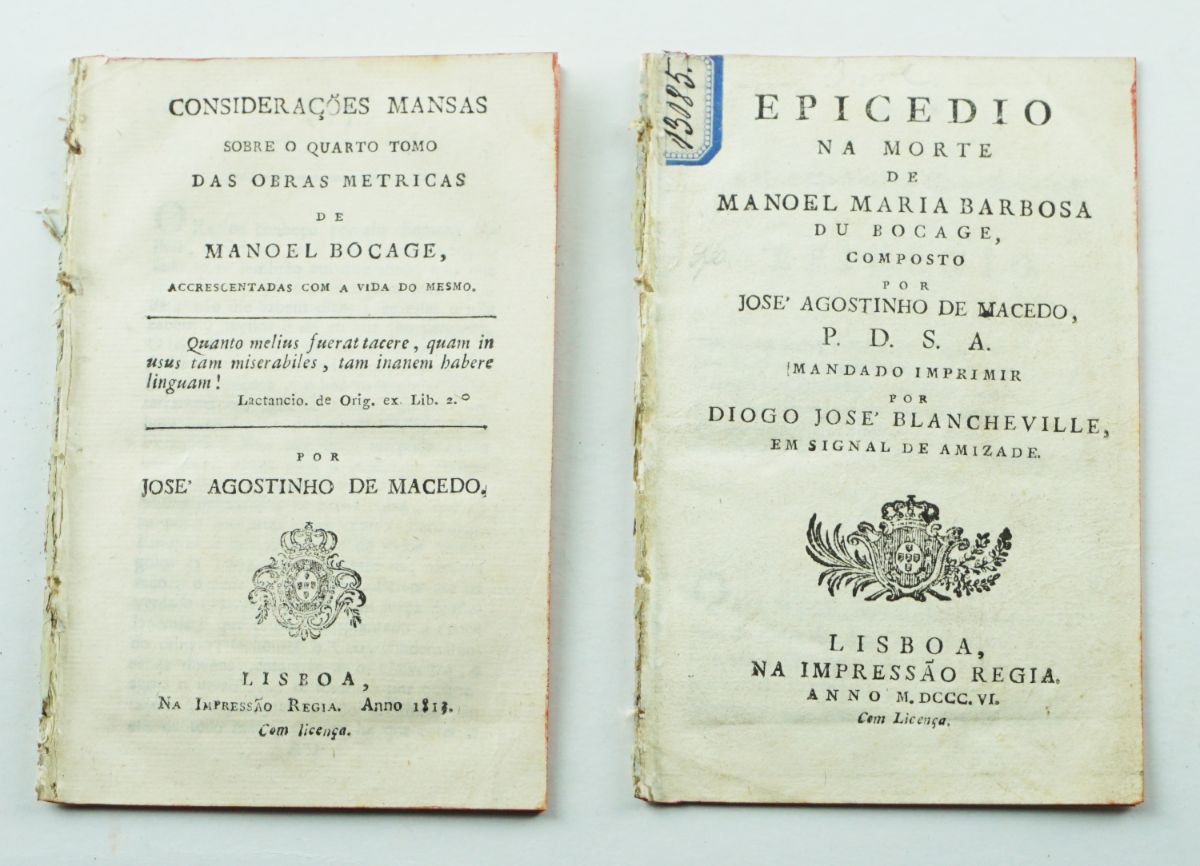 CONSIDERAÇÕES MANSAS
SOBRE O QUARTO TOMO
DAS OBRAS METRICAS
DE
MANOEL BOCAGE,
ACCRESCENTADAS COM A VIDA DO MESMO.
Quanto melius fuerat tacere, quam in
usus tam miserabiles, tam inanem habere
linguam!
Lactancio. de Orig. ex. Lib. 2.º
POR
JOSE' AGOSTINHO DE MACEDO.
LISBOA,
NA IMPRESSÃO REGIA. Anno 1813.
Com licença.
13085.
EPICEDIO
NA MORTE
DE
MANOEL MARIA BARBOSA
DU BOCAGE,
COMPOSTO
POR
JOSE' AGOSTINHO DE MACEDO,
P. D. S. A.
MANDADO IMPRIMIR
POR
DIOGO JOSE' BLANCHEVILLE,
EM SIGNAL DE AMIZADE.
LISBOA,
NA IMPRESSÃO REGIA.
ANNO M. DCCC. VI.
Com Licença.